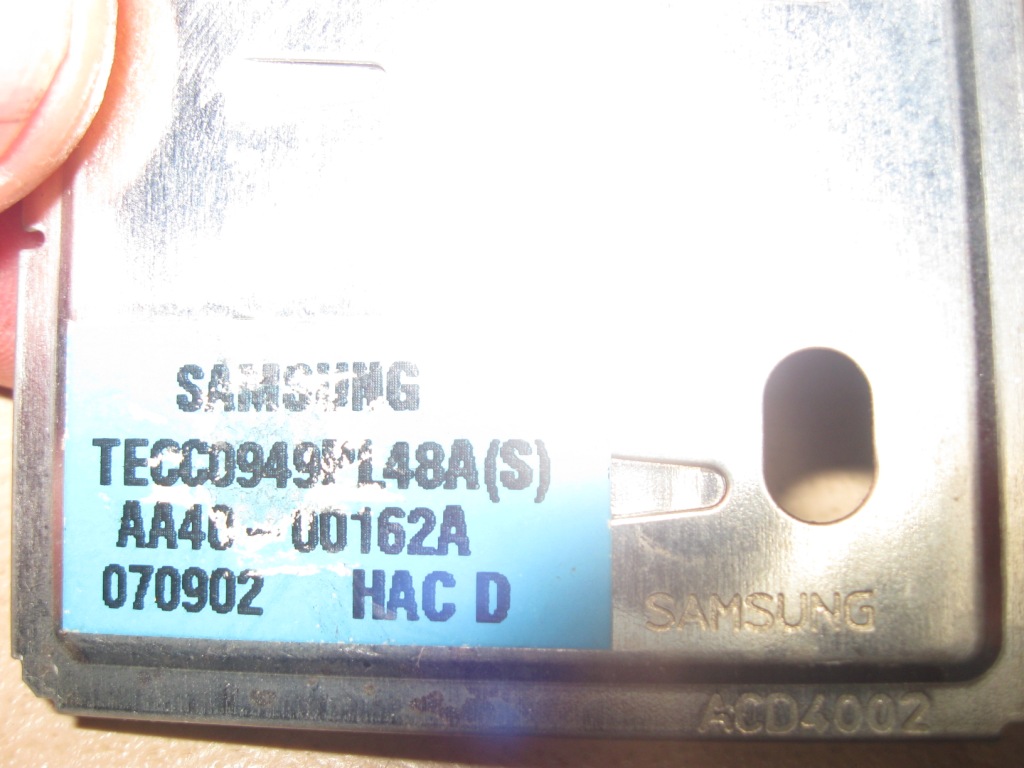 SAMSUNG
TECC0949PL48A(S)
AA40-00162A
070902 HAC D
SAMSUNG
ACD4002